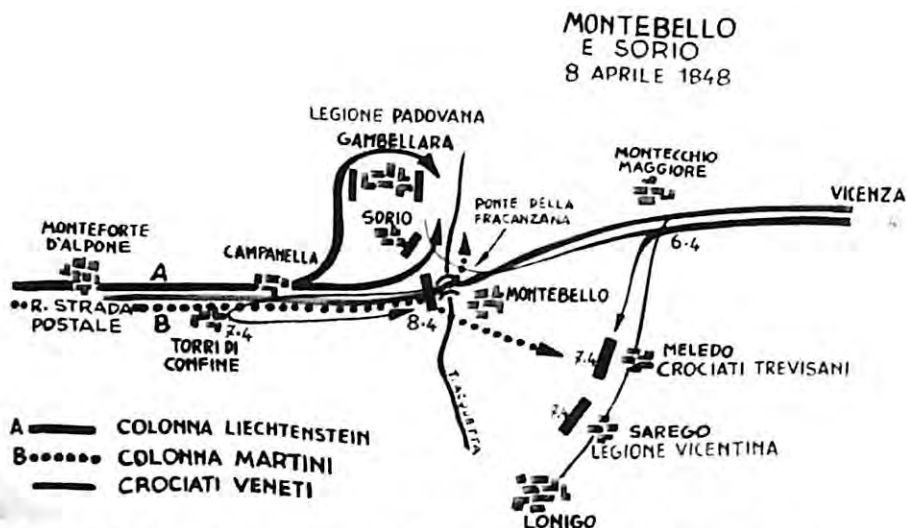 MONTEBELLO
E SORIO
8 APRILE 1848
LEGIONE PADOVANA
GAMBELLARA
MONTECCHIO
MAGGIORE
VICENZA
SORIO
PONTE DELLA
FRACANZANA
MONTEFORTE
D'ALPONE
CAMPANELLA
6.4
A
R. STRADA
POSTALE
B
7.4
TORRI DI
CONFINE
8.4
MONTEBELLO
7.4
MELEDO
CROCIATI TREVISANI
7.4
T. ACQUETTA
SAREGO
LEGIONE VICENTINA
LONIGO
A COLONNA LIECHTENSTEIN
B COLONNA MARTINI
CROCIATI VENETI